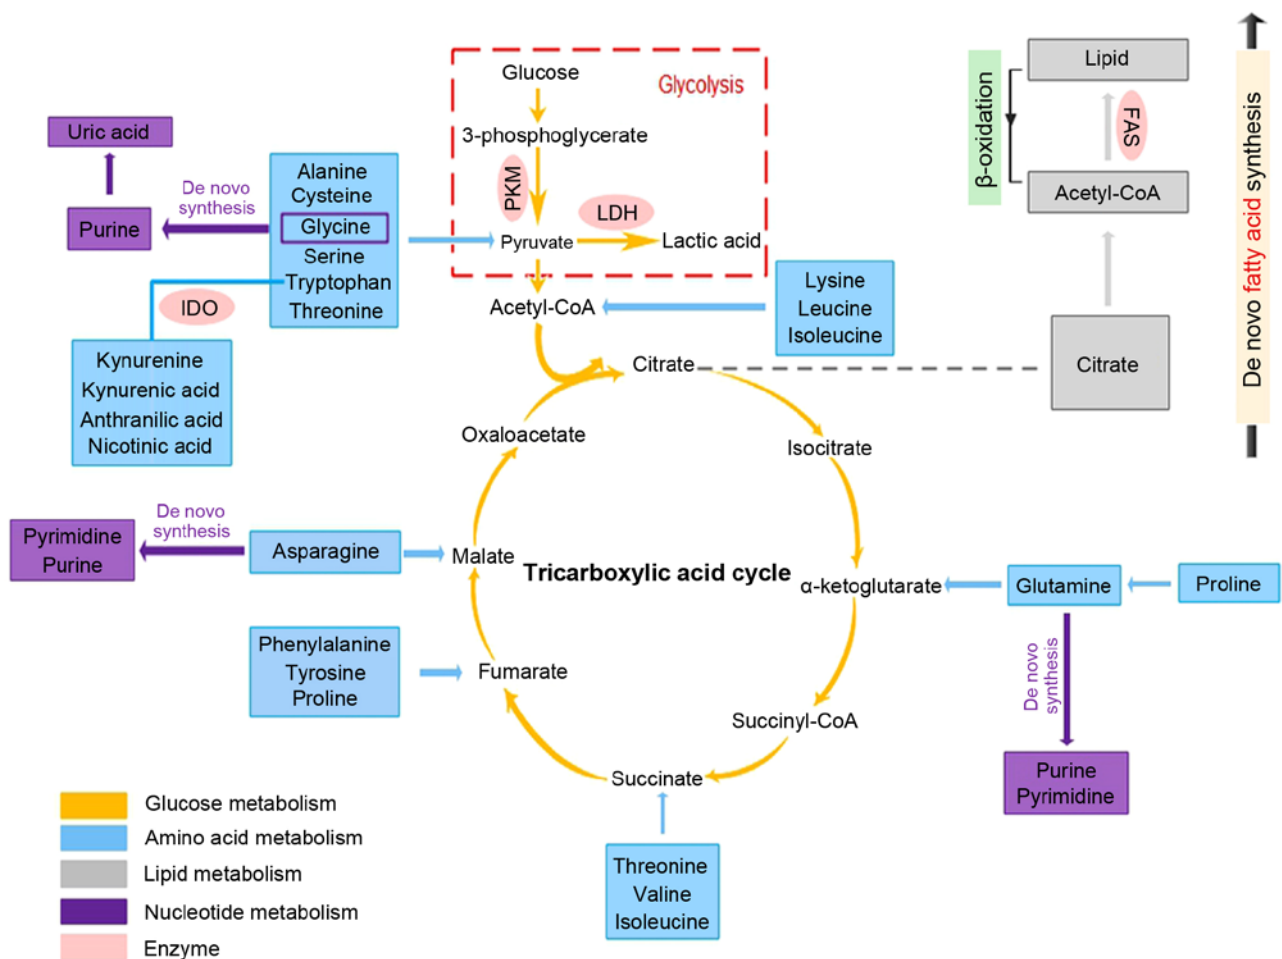 Glucose
Glycolysis
3-phosphoglycerate
PKM
LDH
Pyruvate
Lactic acid
Acetyl-CoA
Uric acid
De novo
synthesis
Purine
Alanine
Cysteine
Glycine
Serine
Tryptophan
Threonine
IDO
Kynurenine
Kynurenic acid
Anthranilic acid
Nicotinic acid
Lysine
Leucine
Isoleucine
β-oxidation
Lipid
FAS
Acetyl-CoA
Citrate
De novo fatty acid synthesis
Citrate
Isocitrate
Oxaloacetate
Tricarboxylic acid cycle
α-ketoglutarate
Glutamine
Proline
De novo
synthesis
Purine
Pyrimidine
Pyrimidine
Purine
De novo
synthesis
Asparagine
Malate
Phenylalanine
Tyrosine
Proline
Fumarate
Succinyl-CoA
Succinate
Threonine
Valine
Isoleucine
Glucose metabolism
Amino acid metabolism
Lipid metabolism
Nucleotide metabolism
Enzyme